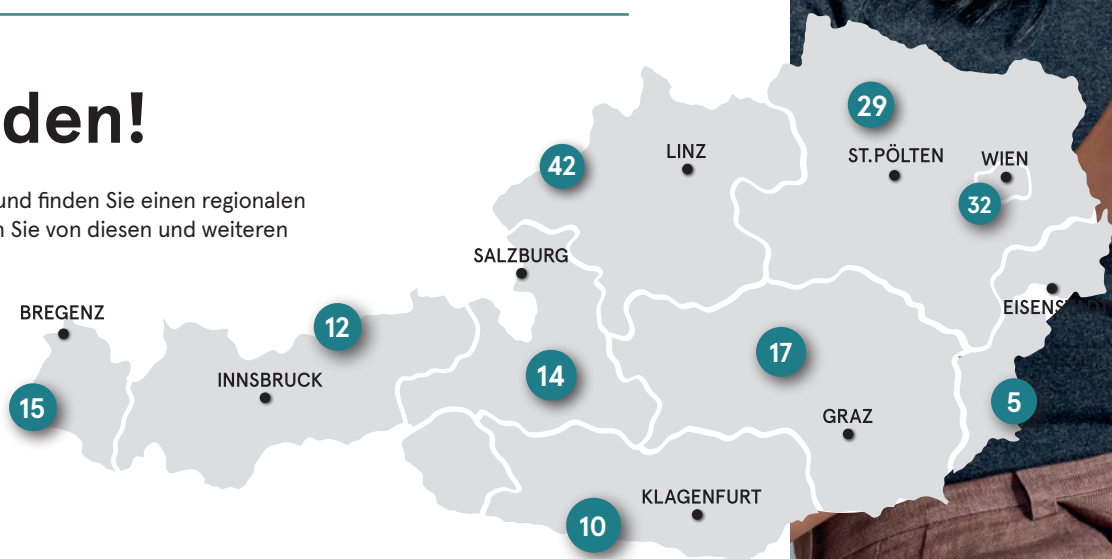 den!
und finden Sie einen regionalen
Sie von diesen und weiteren
29
LINZ
ST.PÖLTEN
WIEN
42
32
SALZBURG
BREGENZ
12
EISENSTADT
17
INNSBRUCK
14
15
5
GRAZ
KLAGENFURT
10